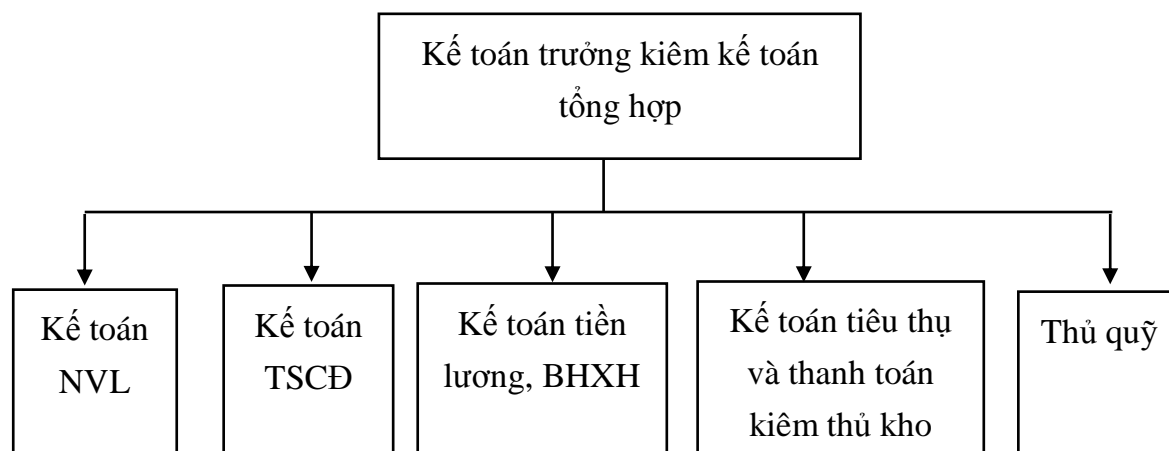 Kế toán trưởng kiêm kế toán
tổng hợp
Kế toán
NVL
Kế toán
TSCĐ
Kế toán tiền
lương, BHXH
Kế toán tiêu thụ
và thanh toán
kiêm thủ kho
Thủ quỹ